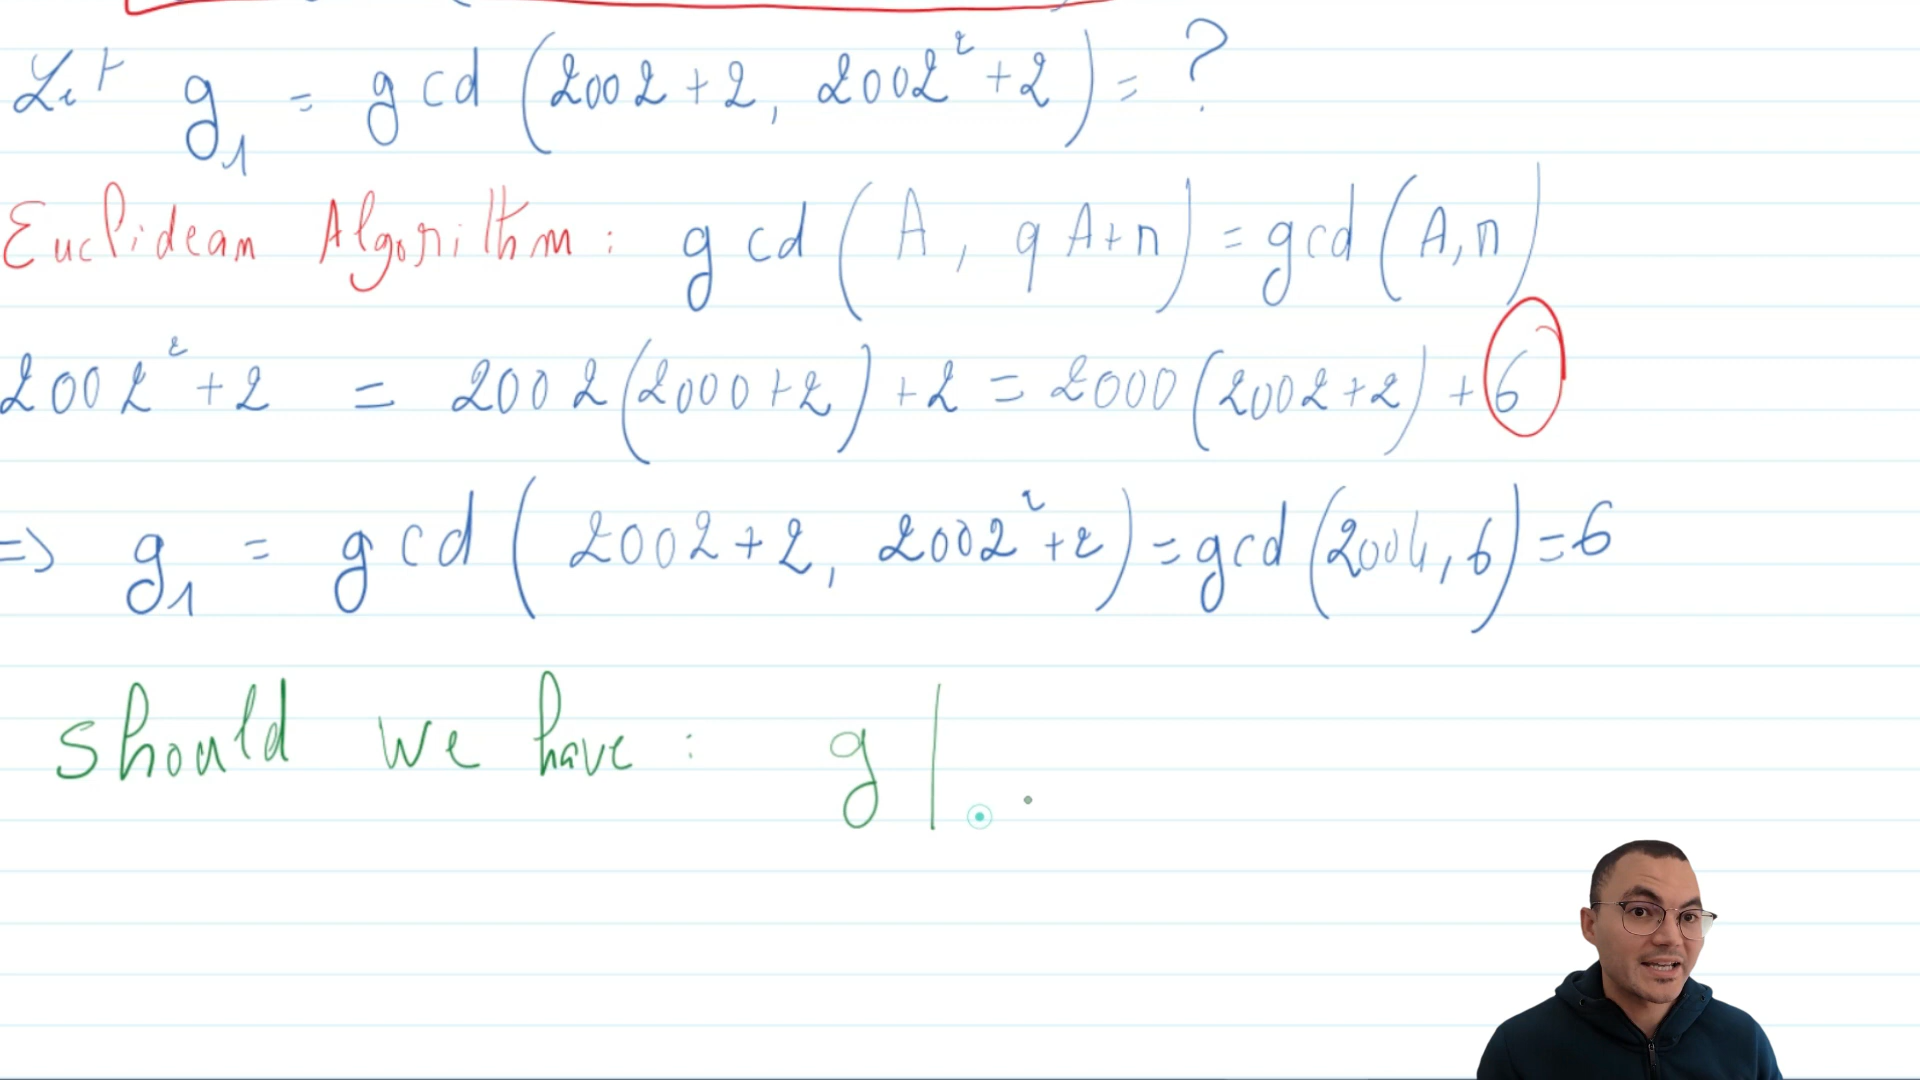 Let g₁ = gcd(2002+2, 2002²+2) = ?
Euclidean Algorithm: gcd(A, qA+r) = gcd(A, r)
2002²+2 = 2002(2000+2)+2 = 2000(2002+2)+6
=> g₁ = gcd(2002+2, 2002²+2) = gcd(2004, 6) = 6
should we have: g |